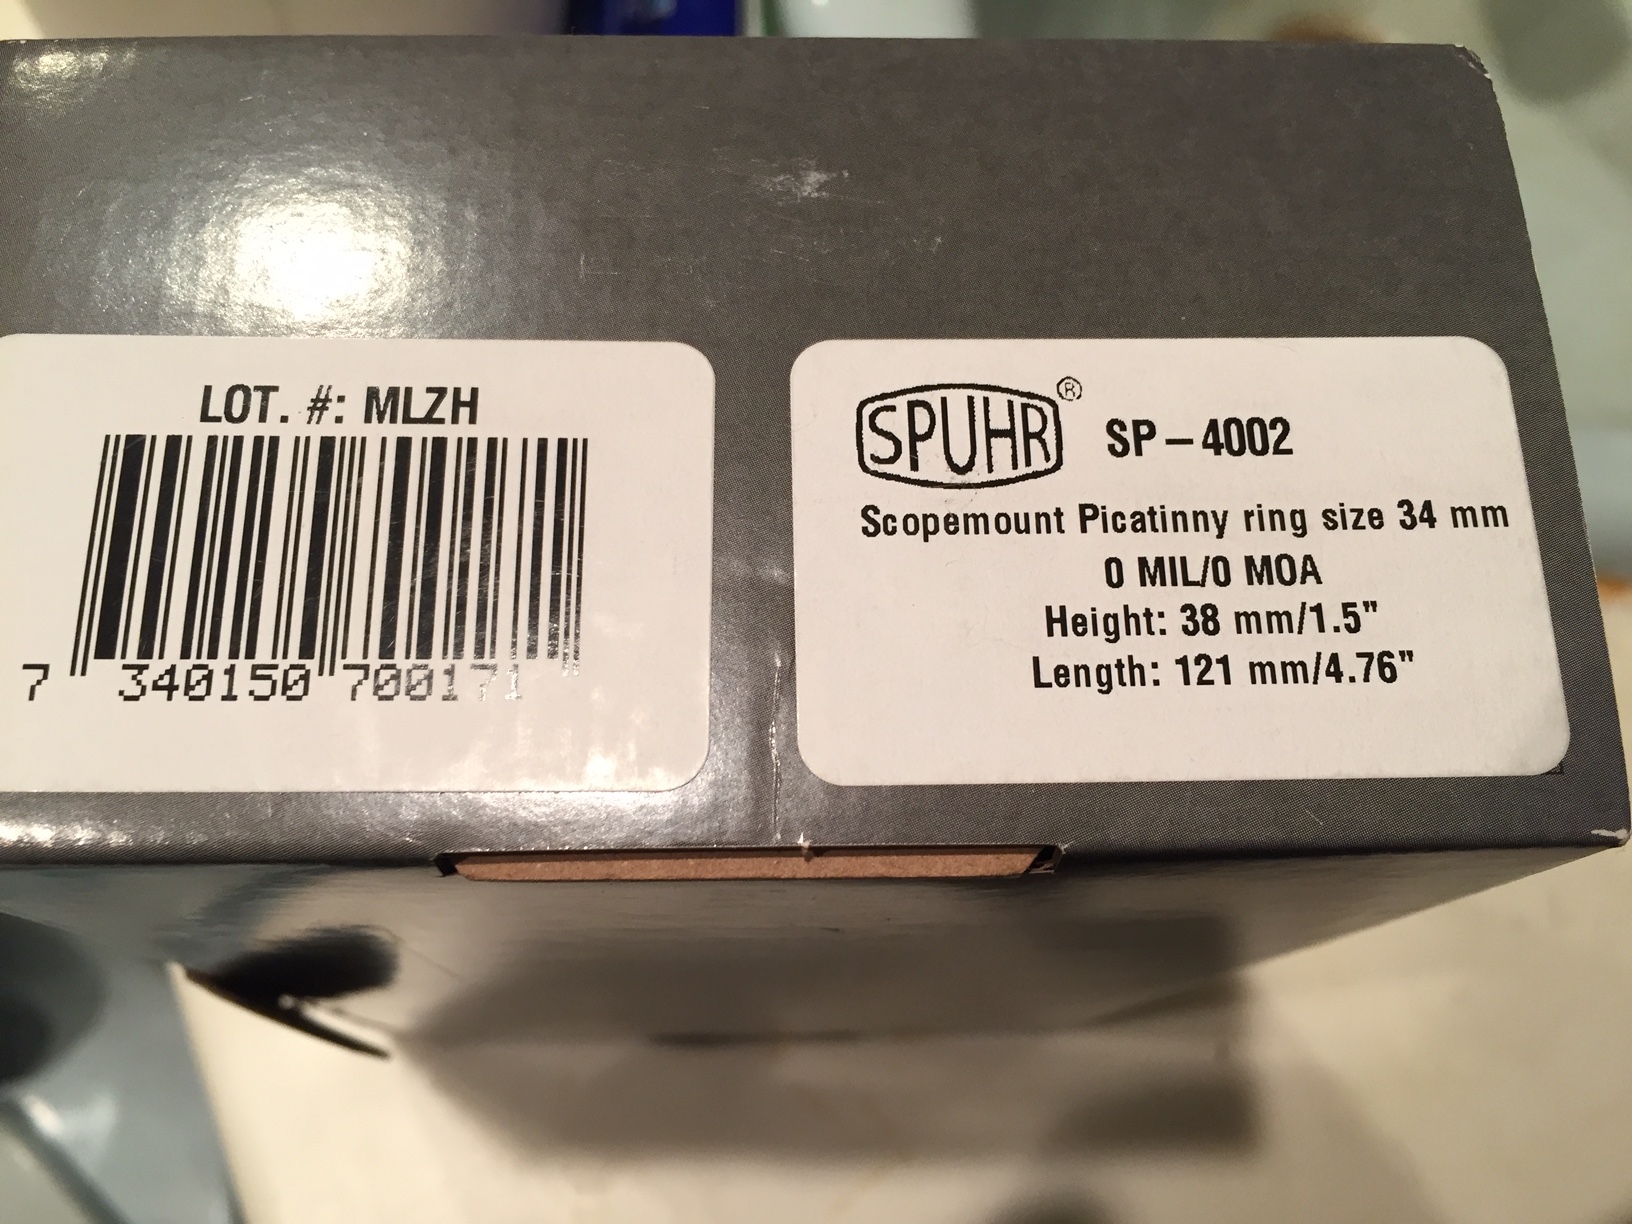 LOT. #: MLZH
7 340150 700171
SPUHR® SP-4002
Scopemount Picatinny ring size 34 mm
0 MIL/0 MOA
Height: 38 mm/1.5"
Length: 121 mm/4.76"